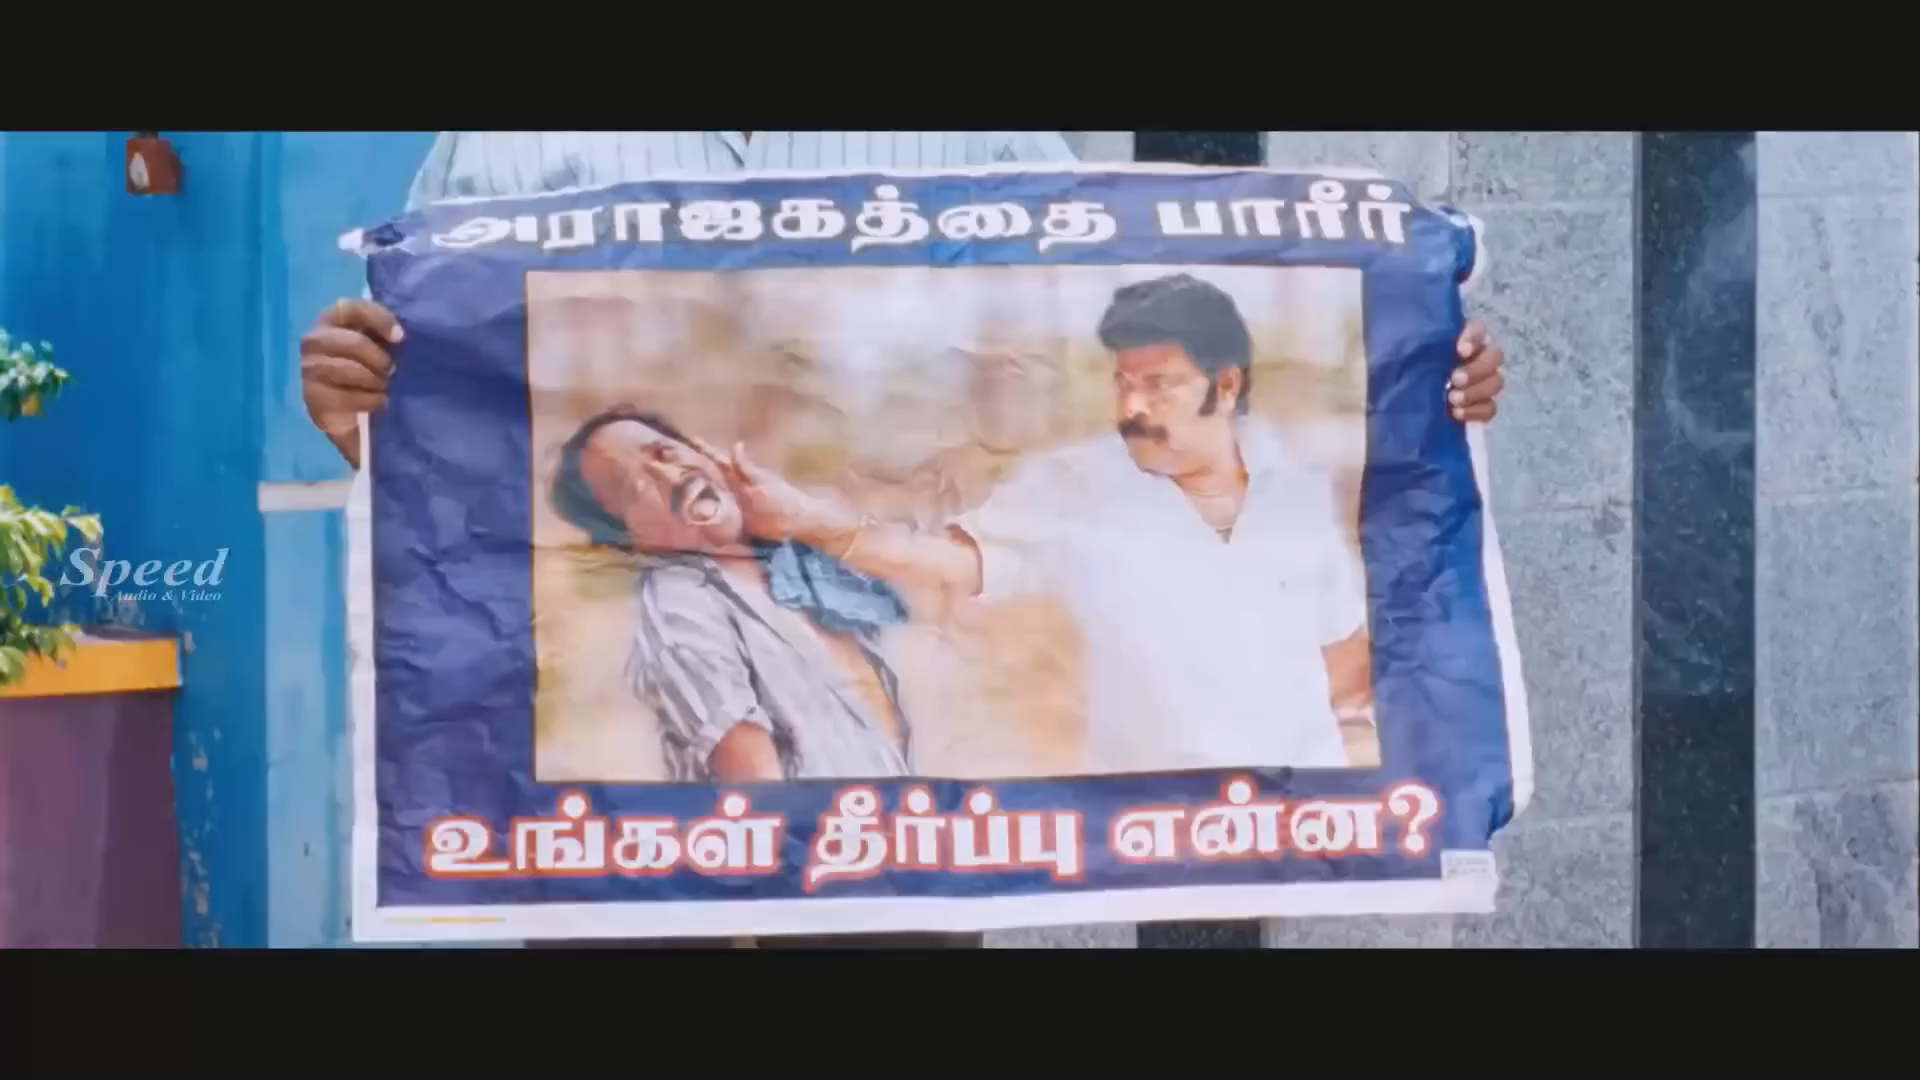 அராஜகத்தை பாரீர்
Speed
Audio & Video
உங்கள் தீர்ப்பு என்ன?